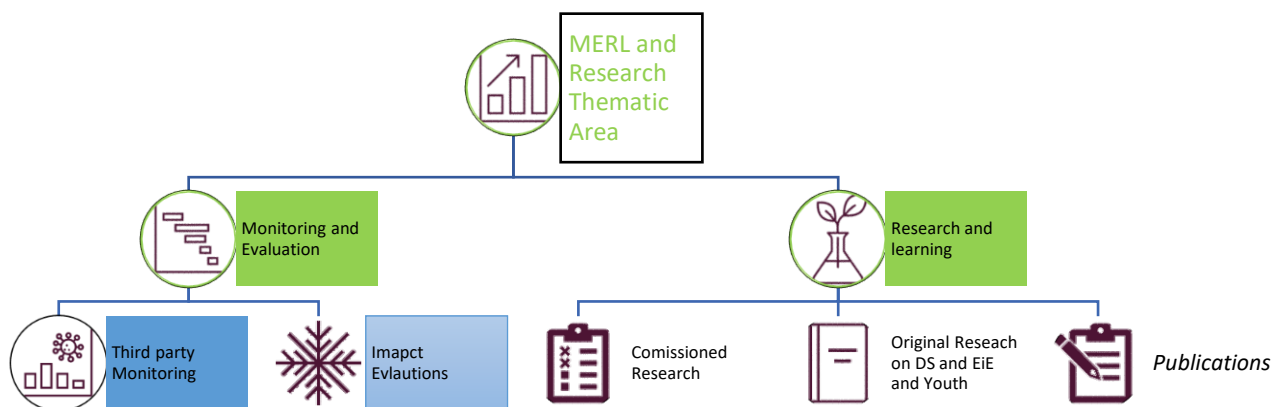 MERL and
Research
Thematic
Area
Monitoring and
Evaluation
Research and
learning
Third party
Monitoring
Imapct
Evlautions
Comissioned
Research
Original Reseach
on DS and EiE
and Youth
Publications